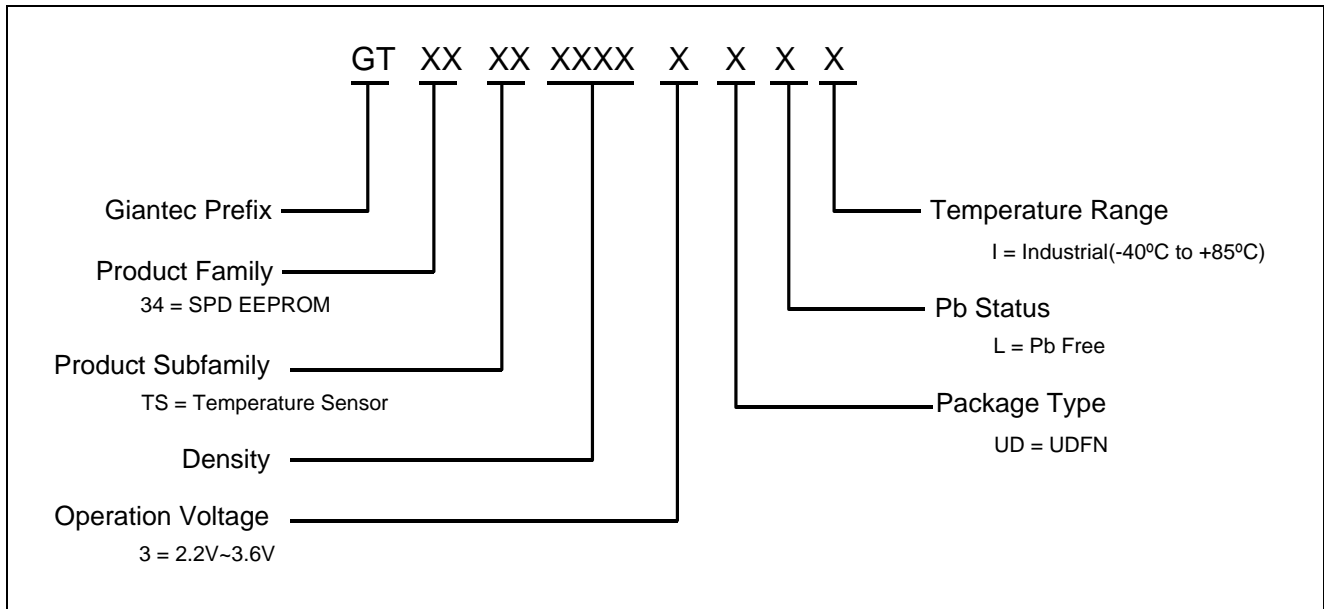 GT XX XX XXXX X X X X
Giantec Prefix
Product Family
34 = SPD EEPROM
Product Subfamily
TS = Temperature Sensor
Density
Operation Voltage
3 = 2.2V~3.6V
Temperature Range
I = Industrial(-40ºC to +85ºC)
Pb Status
L = Pb Free
Package Type
UD = UDFN